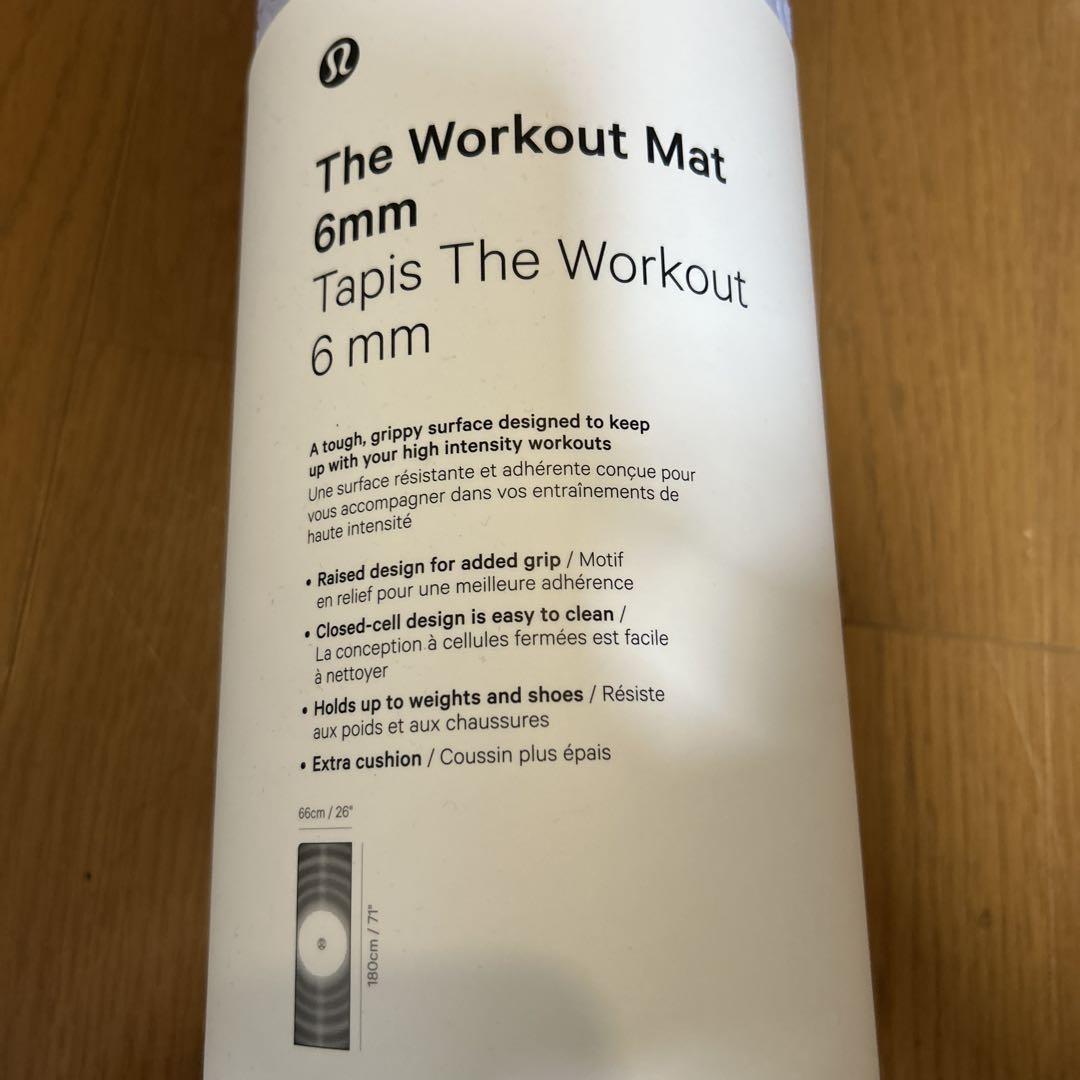 The Workout Mat
6mm
Tapis The Workout
6 mm
A tough, grippy surface designed to keep
up with your high intensity workouts
Une surface résistante et adhérente conçue pour
vous accompagner dans vos entraînements de
haute intensité
• Raised design for added grip / Motif
en relief pour une meilleure adhérence
• Closed-cell design is easy to clean /
La conception à cellules fermées est facile
à nettoyer
• Holds up to weights and shoes / Résiste
aux poids et aux chaussures
• Extra cushion / Coussin plus épais
66cm / 26"
180cm / 71"